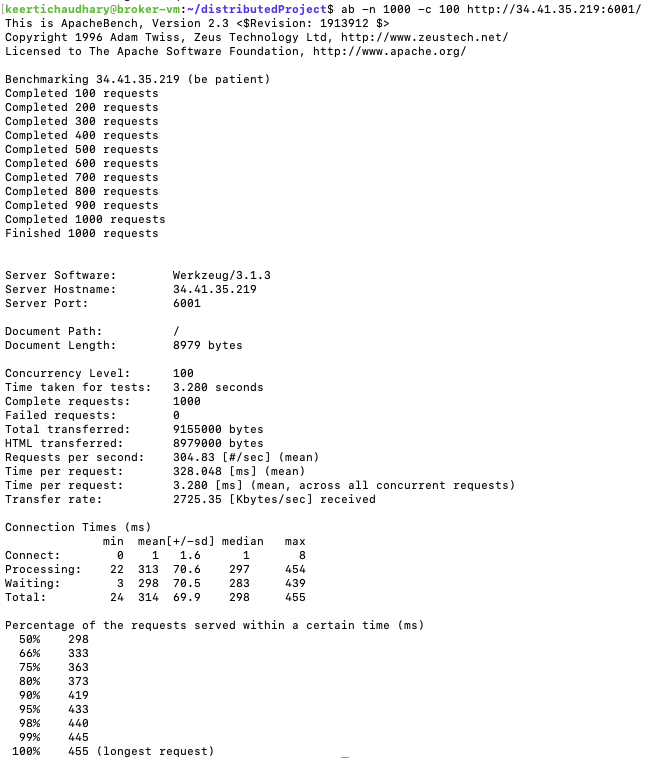 [keertichaudhary@broker-vm:~/distributedProject$ ab -n 1000 -c 100 http://34.41.35.219:6001/
This is ApacheBench, Version 2.3 <$Revision: 1913912 $>
Copyright 1996 Adam Twiss, Zeus Technology Ltd, http://www.zeustech.net/
Licensed to The Apache Software Foundation, http://www.apache.org/

Benchmarking 34.41.35.219 (be patient)
Completed 100 requests
Completed 200 requests
Completed 300 requests
Completed 400 requests
Completed 500 requests
Completed 600 requests
Completed 700 requests
Completed 800 requests
Completed 900 requests
Completed 1000 requests
Finished 1000 requests


Server Software:        Werkzeug/3.1.3
Server Hostname:        34.41.35.219
Server Port:            6001

Document Path:          /
Document Length:        8979 bytes

Concurrency Level:      100
Time taken for tests:   3.280 seconds
Complete requests:      1000
Failed requests:        0
Total transferred:      9155000 bytes
HTML transferred:       8979000 bytes
Requests per second:    304.83 [#/sec] (mean)
Time per request:       328.048 [ms] (mean)
Time per request:       3.280 [ms] (mean, across all concurrent requests)
Transfer rate:          2725.35 [Kbytes/sec] received

Connection Times (ms)
              min  mean[+/-sd] median   max
Connect:        0    1   1.6      1       8
Processing:    22  313  70.6    297     454
Waiting:        3  298  70.5    283     439
Total:         24  314  69.9    298     455

Percentage of the requests served within a certain time (ms)
  50%    298
  66%    333
  75%    363
  80%    373
  90%    419
  95%    433
  98%    440
  99%    445
 100%    455 (longest request)